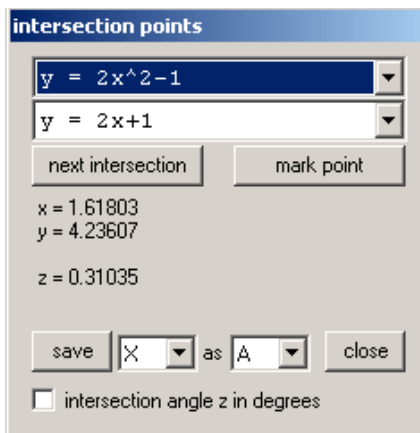 intersection points
y = 2x^2-1
y = 2x+1
next intersection mark point
x = 1.61803
y = 4.23607
z = 0.31035
save X as A close
intersection angle z in degrees